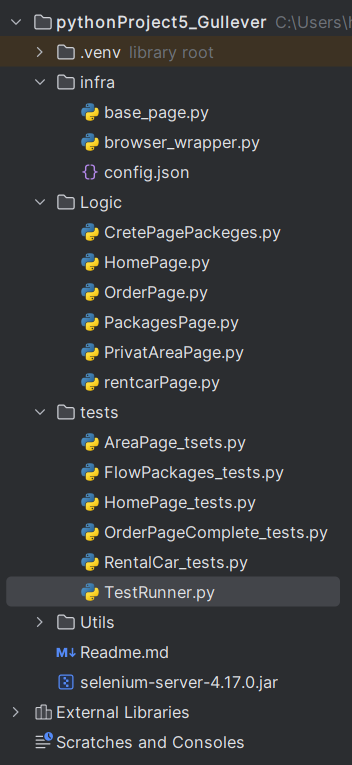 pythonProject5_Gullever C:\Users\
.venv library root
infra
base_page.py
browser_wrapper.py
{} config.json
Logic
CretePagePackeges.py
HomePage.py
OrderPage.py
PackagesPage.py
PrivatAreaPage.py
rentcarPage.py
tests
AreaPage_tsets.py
FlowPackages_tests.py
HomePage_tests.py
OrderPageComplete_tests.py
RentalCar_tests.py
TestRunner.py
Utils
M↓ Readme.md
selenium-server-4.17.0.jar
External Libraries
Scratches and Consoles